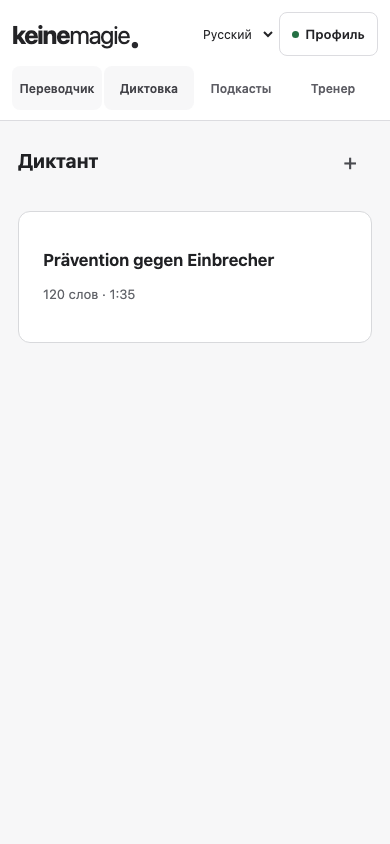 keinemagie.
Русский
Профиль
Переводчик
Диктовка
Подкасты
Тренер
Диктант
+
Prävention gegen Einbrecher
120 слов · 1:35